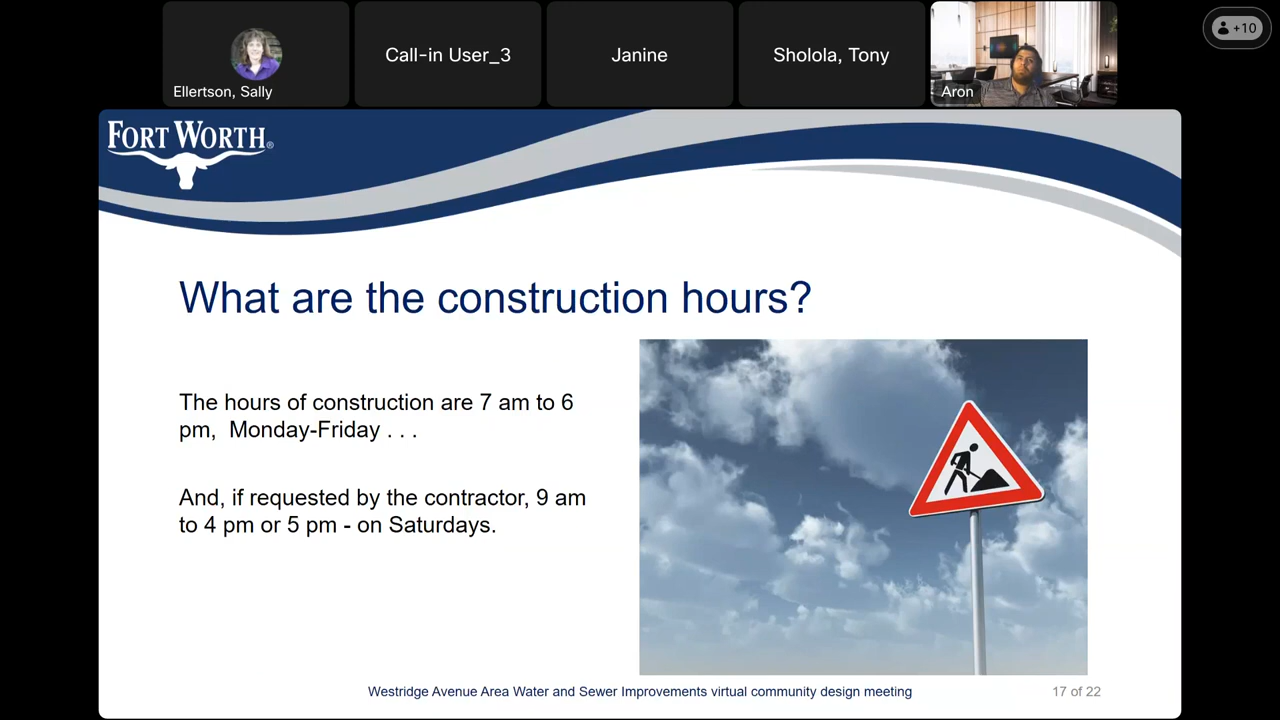 Ellertson, Sally
Call-in User_3
Janine
Sholola, Tony
Aron
+10
FORT WORTH®
What are the construction hours?
The hours of construction are 7 am to 6
pm, Monday-Friday . . .
And, if requested by the contractor, 9 am
to 4 pm or 5 pm - on Saturdays.
Westridge Avenue Area Water and Sewer Improvements virtual community design meeting
17 of 22